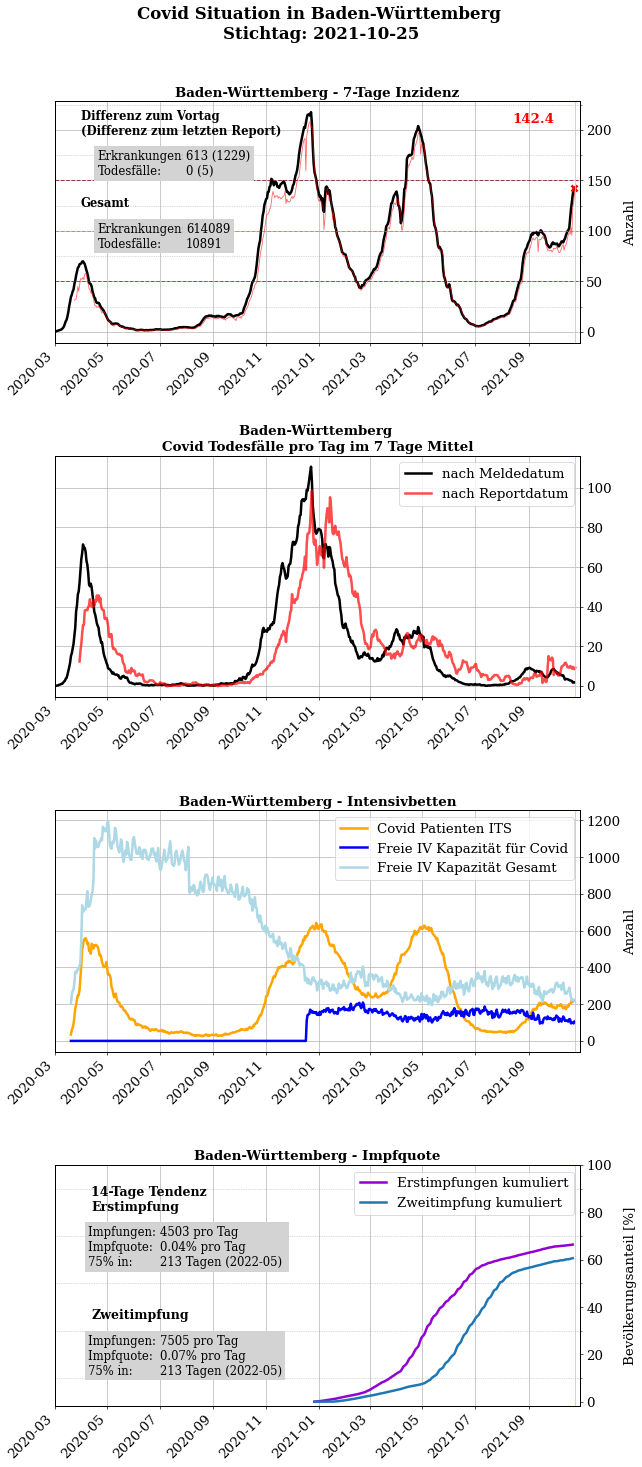 Covid Situation in Baden-Württemberg
Stichtag: 2021-10-25
Baden-Württemberg - 7-Tage Inzidenz
Differenz zum Vortag
(Differenz zum letzten Report)
142.4
Erkrankungen 613 (1229)
Todesfälle: 0 (5)
Gesamt
Erkrankungen 614089
Todesfälle: 10891
200
150
100
50
0
Anzahl
2020-03
2020-05
2020-07
2020-09
2020-11
2021-01
2021-03
2021-05
2021-07
2021-09
Baden-Württemberg
Covid Todesfälle pro Tag im 7 Tage Mittel
nach Meldedatum
nach Reportdatum
100
80
60
40
20
0
2020-03
2020-05
2020-07
2020-09
2020-11
2021-01
2021-03
2021-05
2021-07
2021-09
Baden-Württemberg - Intensivbetten
Covid Patienten ITS
Freie IV Kapazität für Covid
Freie IV Kapazität Gesamt
1200
1000
800
600
400
200
0
Anzahl
2020-03
2020-05
2020-07
2020-09
2020-11
2021-01
2021-03
2021-05
2021-07
2021-09
Baden-Württemberg - Impfquote
Erstimpfungen kumuliert
Zweitimpfung kumuliert
14-Tage Tendenz
Erstimpfung
Impfungen: 4503 pro Tag
Impfquote: 0.04% pro Tag
75% in: 213 Tagen (2022-05)
Zweitimpfung
Impfungen: 7505 pro Tag
Impfquote: 0.07% pro Tag
75% in: 213 Tagen (2022-05)
100
80
60
40
20
0
Bevölkerungsanteil [%]
2020-03
2020-05
2020-07
2020-09
2020-11
2021-01
2021-03
2021-05
2021-07
2021-09